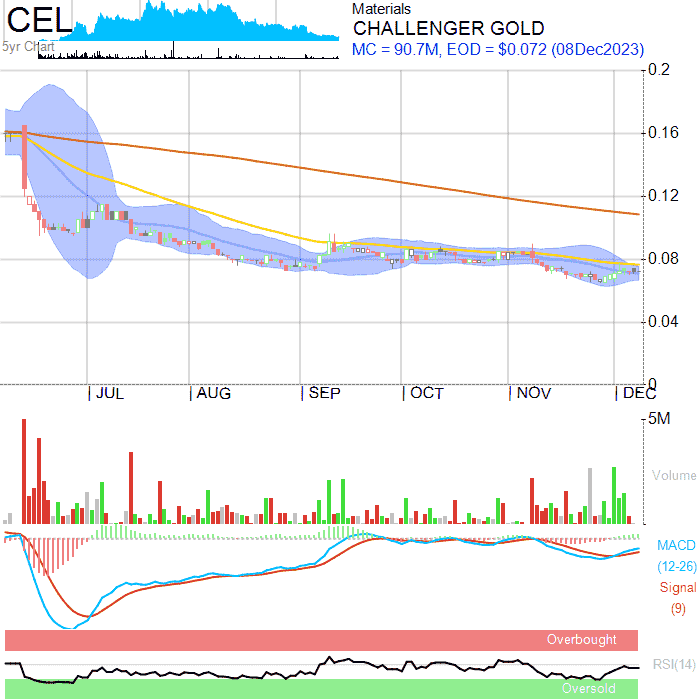 CEL
5yr Chart
Materials
CHALLENGER GOLD
MC = 90.7M, EOD = $0.072 (08Dec2023)
0.2
0.16
0.12
0.08
0.04
0
JUL AUG SEP OCT NOV DEC
5M
Volume
MACD
(12-26)
Signal
(9)
Overbought
RSI(14)
Oversold